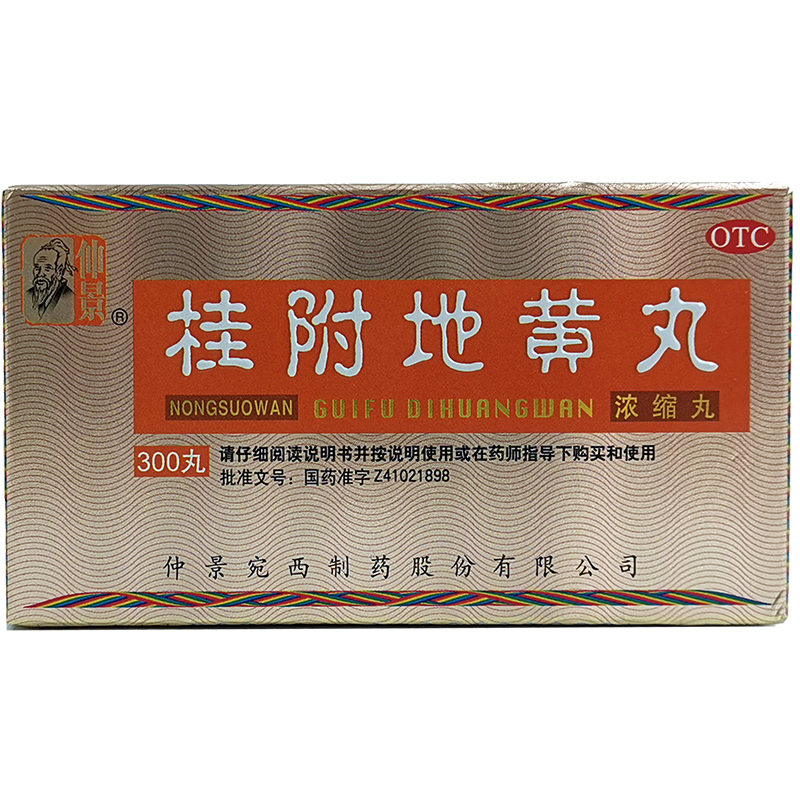 OTC
仲景
®
桂附地黄丸
NONGSUOWAN GUIFU DIHUANGWAN 浓缩丸
300丸
请仔细阅读说明书并按说明使用或在药师指导下购买和使用
批准文号：国药准字Z41021898
仲景宛西制药股份有限公司